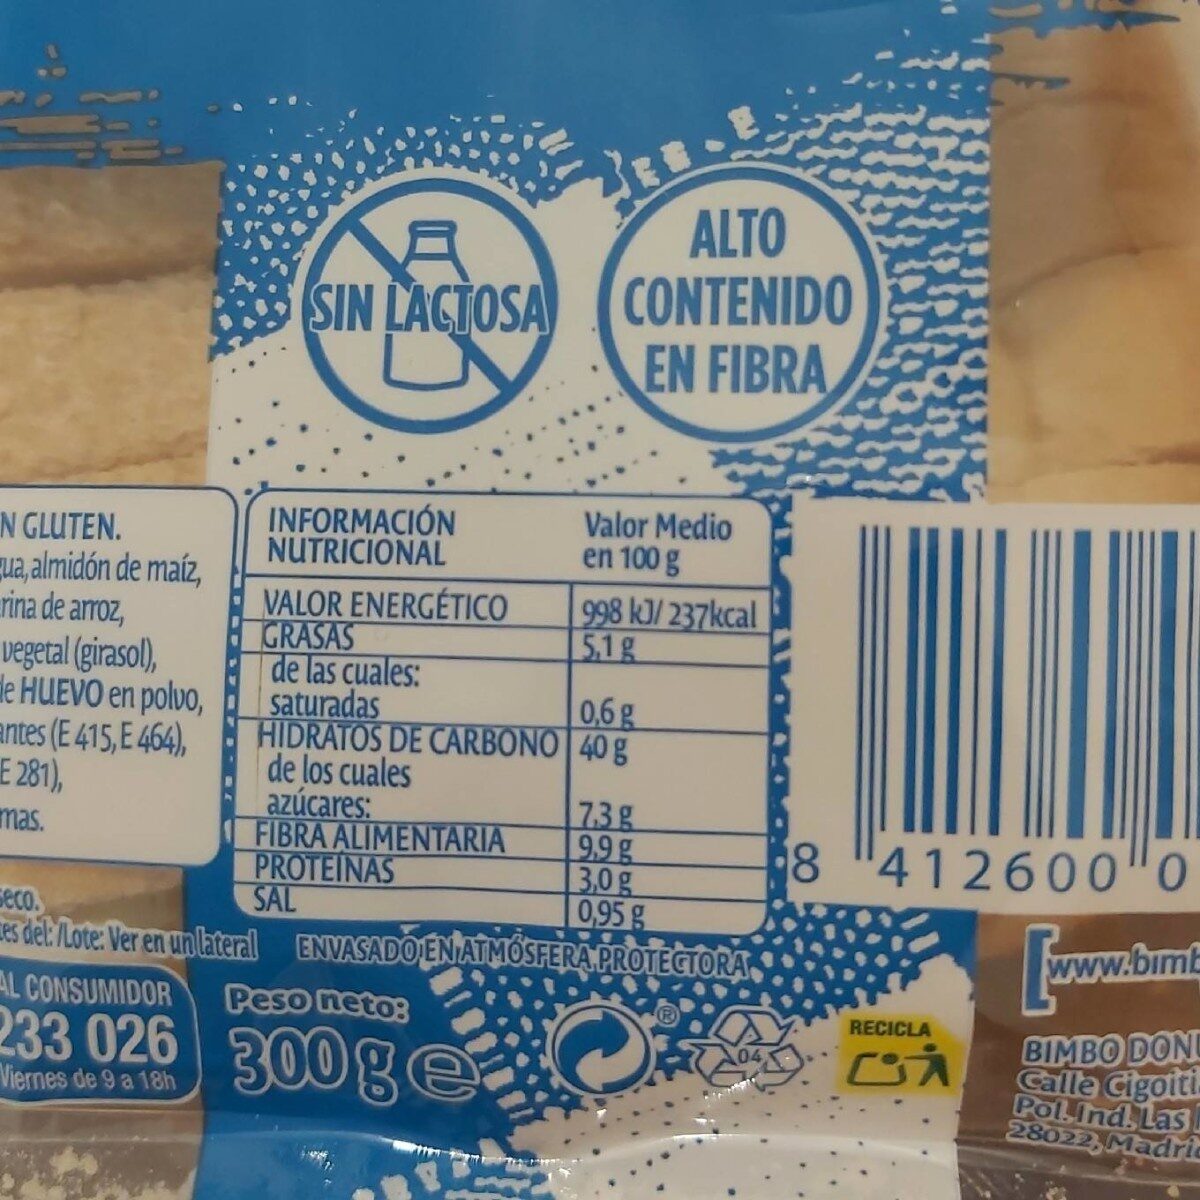 SIN LACTOSA
ALTO
CONTENIDO
EN FIBRA
N GLUTEN.
gua, almidón de maíz,
rina de arroz,
vegetal (girasol),
de HUEVO en polvo,
antes (E 415, E 464),
E 281),
mas.
seco.
tes del: /Lote: Ver en un lateral
AL CONSUMIDOR
233 026
Viernes de 9 a 18h
INFORMACIÓN NUTRICIONAL Valor Medio en 100 g
VALOR ENERGÉTICO 998 kJ/ 237kcal
GRASAS 5,1 g
de las cuales:
saturadas 0,6 g
HIDRATOS DE CARBONO 40 g
de los cuales
azúcares: 7,3 g
FIBRA ALIMENTARIA 9,9 g
PROTEÍNAS 3,0 g
SAL 0,95 g
ENVASADO EN ATMÓSFERA PROTECTORA
Peso neto:
300 g e
®
04
RECICLA
8 412600 0
www.bimb
BIMBO DONU
Calle Cigoiti
Pol. Ind. Las
28022, Madrid